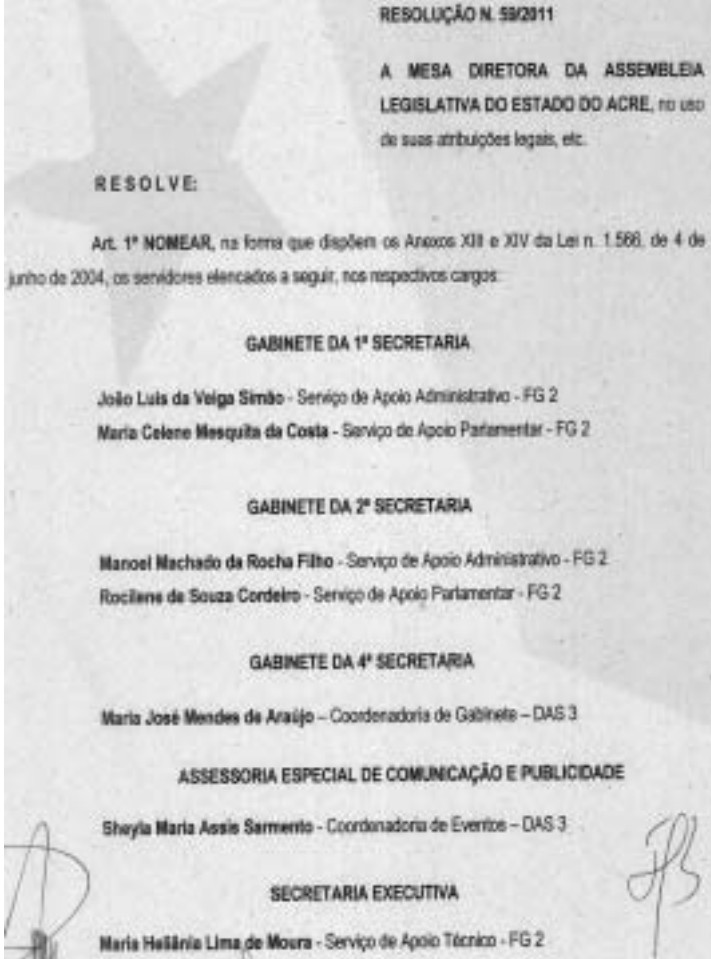 RESOLUÇÃO N. 59/2011
A MESA DIRETORA DA ASSEMBLEIA
LEGISLATIVA DO ESTADO DO ACRE, no uso
de suas atribuições legais, etc.
R E S O L V E:
Art. 1º NOMEAR, na forma que dispõem os Anexos XIII e XIV da Lei n. 1.566, de 4 de
junho de 2004, os servidores elencados a seguir, nos respectivos cargos:
GABINETE DA 1ª SECRETARIA
João Luis da Veiga Simão - Serviço de Apoio Administrativo - FG 2
Maria Celene Mesquita da Costa - Serviço de Apoio Parlamentar - FG 2
GABINETE DA 2ª SECRETARIA
Manoel Machado da Rocha Filho - Serviço de Apoio Administrativo - FG 2
Rocilene de Souza Cordeiro - Serviço de Apoio Parlamentar - FG 2
GABINETE DA 4ª SECRETARIA
Maria José Mendes de Araújo – Coordenadoria de Gabinete – DAS 3
ASSESSORIA ESPECIAL DE COMUNICAÇÃO E PUBLICIDADE
Sheyla Maria Assis Sarmento - Coordenadoria de Eventos – DAS 3
SECRETARIA EXECUTIVA
Maria Heliânia Lima de Moura - Serviço de Apoio Técnico - FG 2